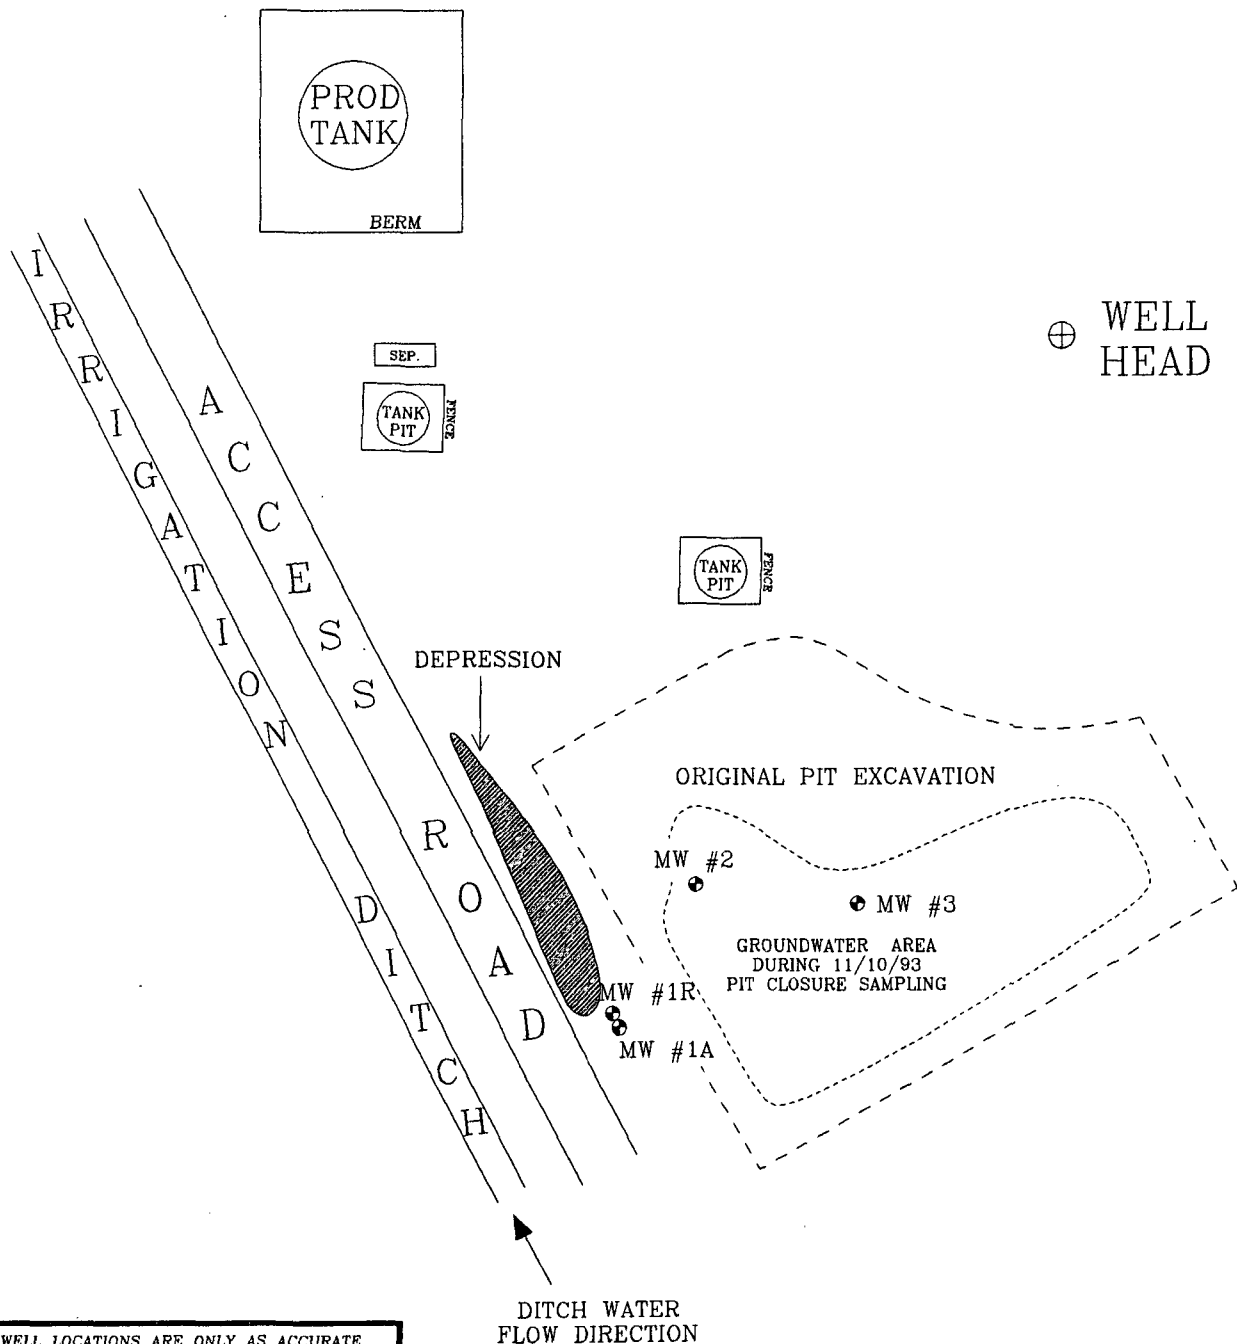 PROD
TANK
BERM
WELL
HEAD
SEP.
TANK
PIT
FENCE
IRRIGATION DITCH
ACCESS ROAD
TANK
PIT
FENCE
DEPRESSION
ORIGINAL PIT EXCAVATION
MW #2
MW #3
GROUNDWATER AREA
DURING 11/10/93
PIT CLOSURE SAMPLING
MW #1R
MW #1A
DITCH WATER
FLOW DIRECTION
WELL LOCATIONS ARE ONLY AS ACCURATE